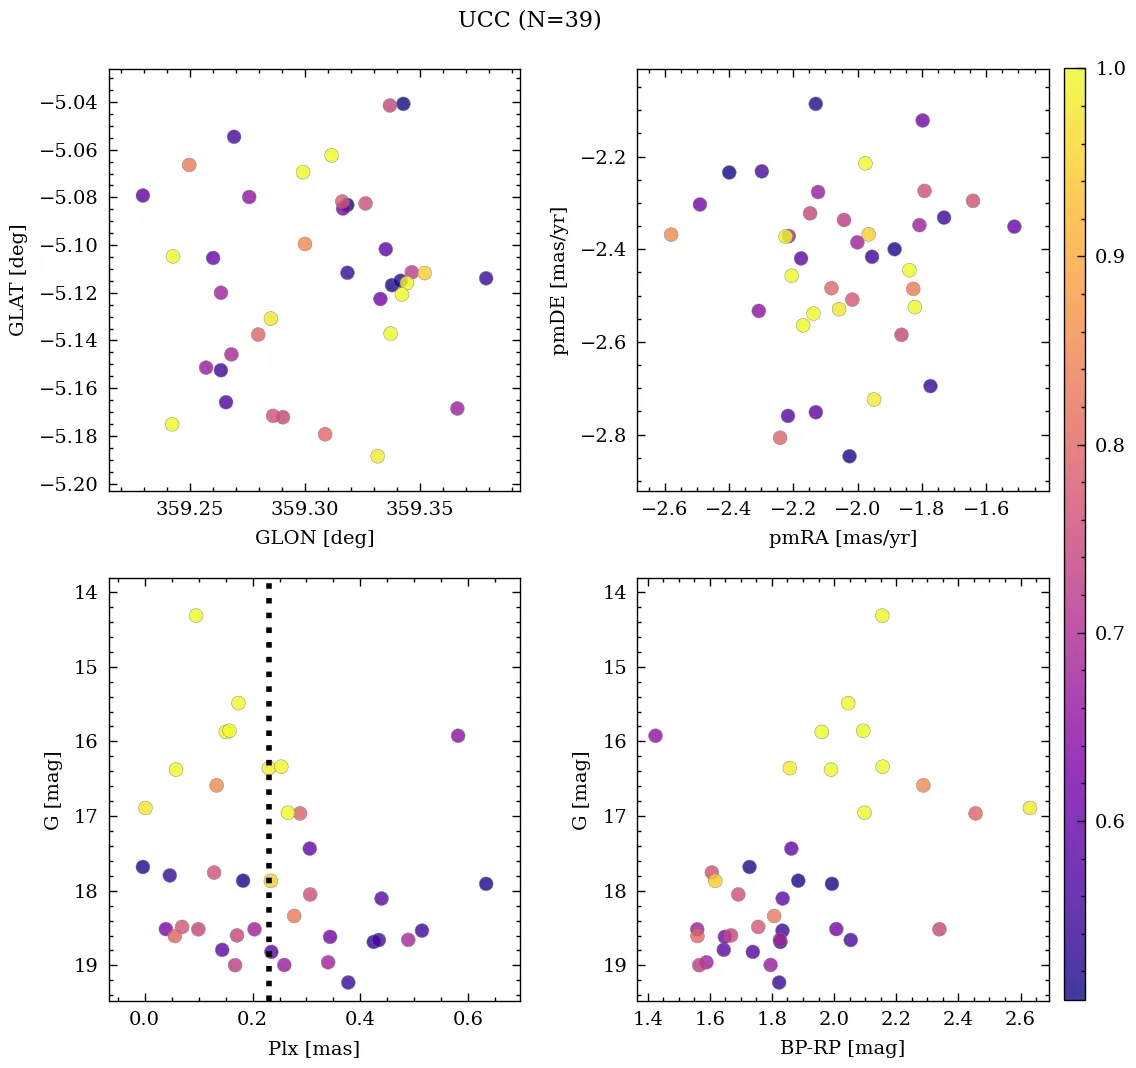 UCC (N=39)
−5.04
−5.06
−5.08
−5.10
−5.12
−5.14
−5.16
−5.18
−5.20
GLAT [deg]
359.25 359.30 359.35
GLON [deg]
−2.2
−2.4
−2.6
−2.8
pmDE [mas/yr]
−2.6 −2.4 −2.2 −2.0 −1.8 −1.6
pmRA [mas/yr]
1.0
0.9
0.8
0.7
0.6
14
15
16
17
18
19
G [mag]
0.0 0.2 0.4 0.6
Plx [mas]
14
15
16
17
18
19
G [mag]
1.4 1.6 1.8 2.0 2.2 2.4 2.6
BP-RP [mag]